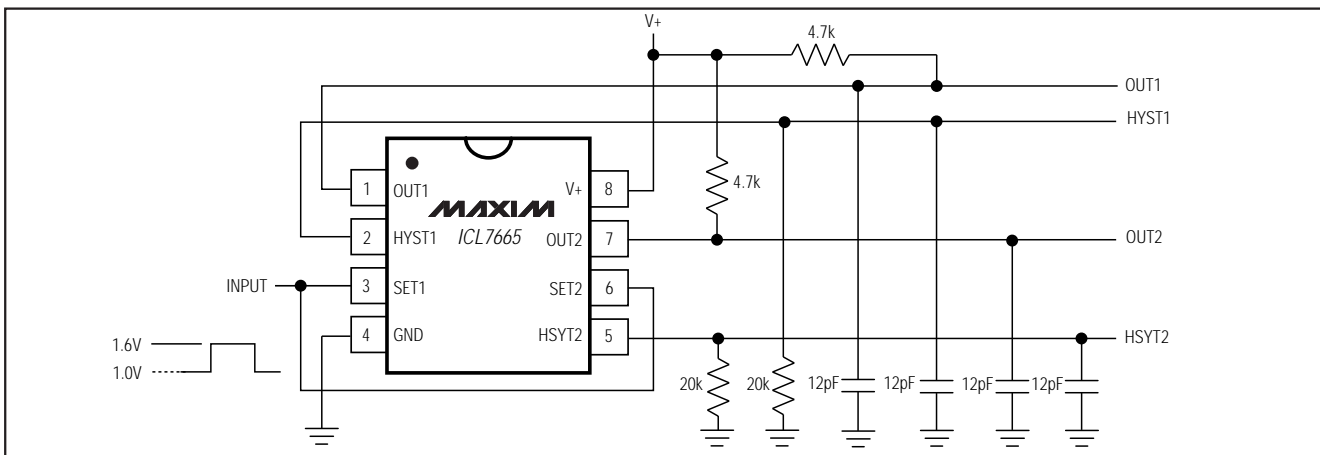 V+
4.7k
OUT1
HYST1
4.7k
1 OUT1
V+ 8
MAXIM
ICL7665
2 HYST1
OUT2 7
OUT2
INPUT
3 SET1
SET2 6
4 GND
HSYT2 5
HSYT2
1.6V
1.0V
20k
20k
12pF
12pF
12pF
12pF